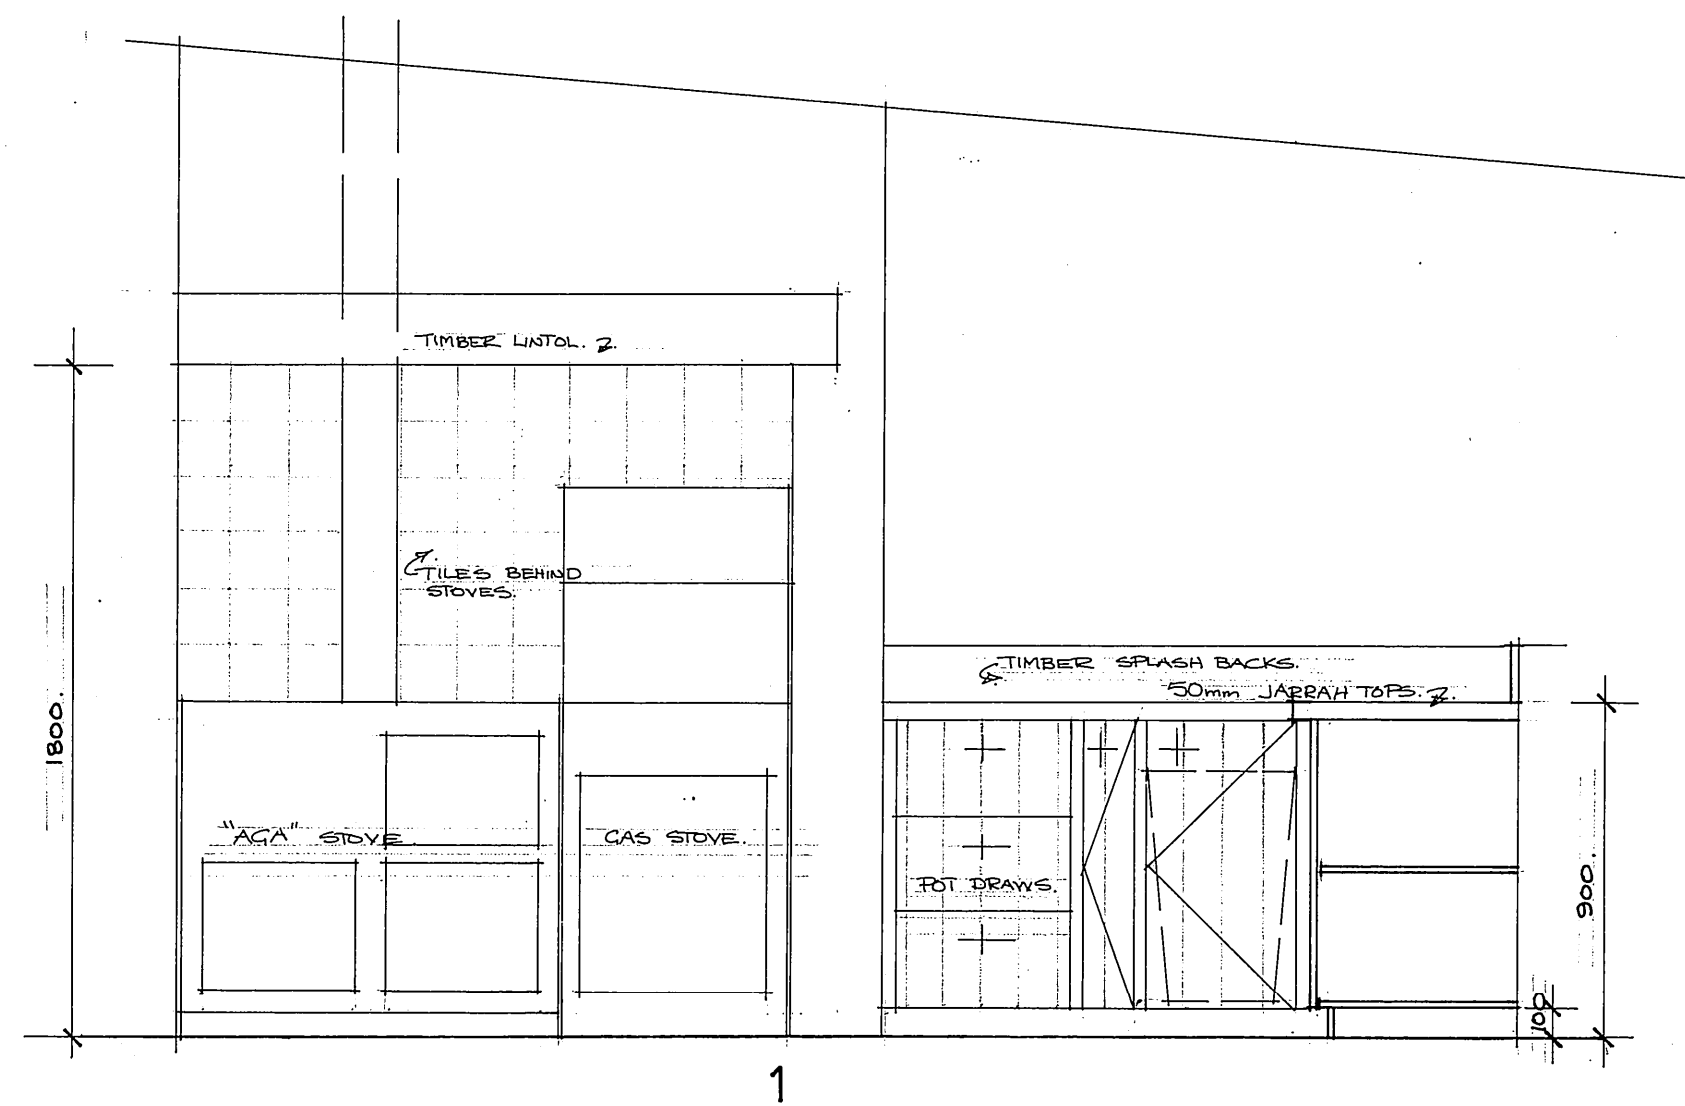 TIMBER LINTOL.
1800.
TILES BEHIND
STOVES.
TIMBER SPLASH BACKS.
50mm JARRAH TOPS.
"AGA" STOVE.
GAS STOVE.
POT DRAWS.
900.
100
1